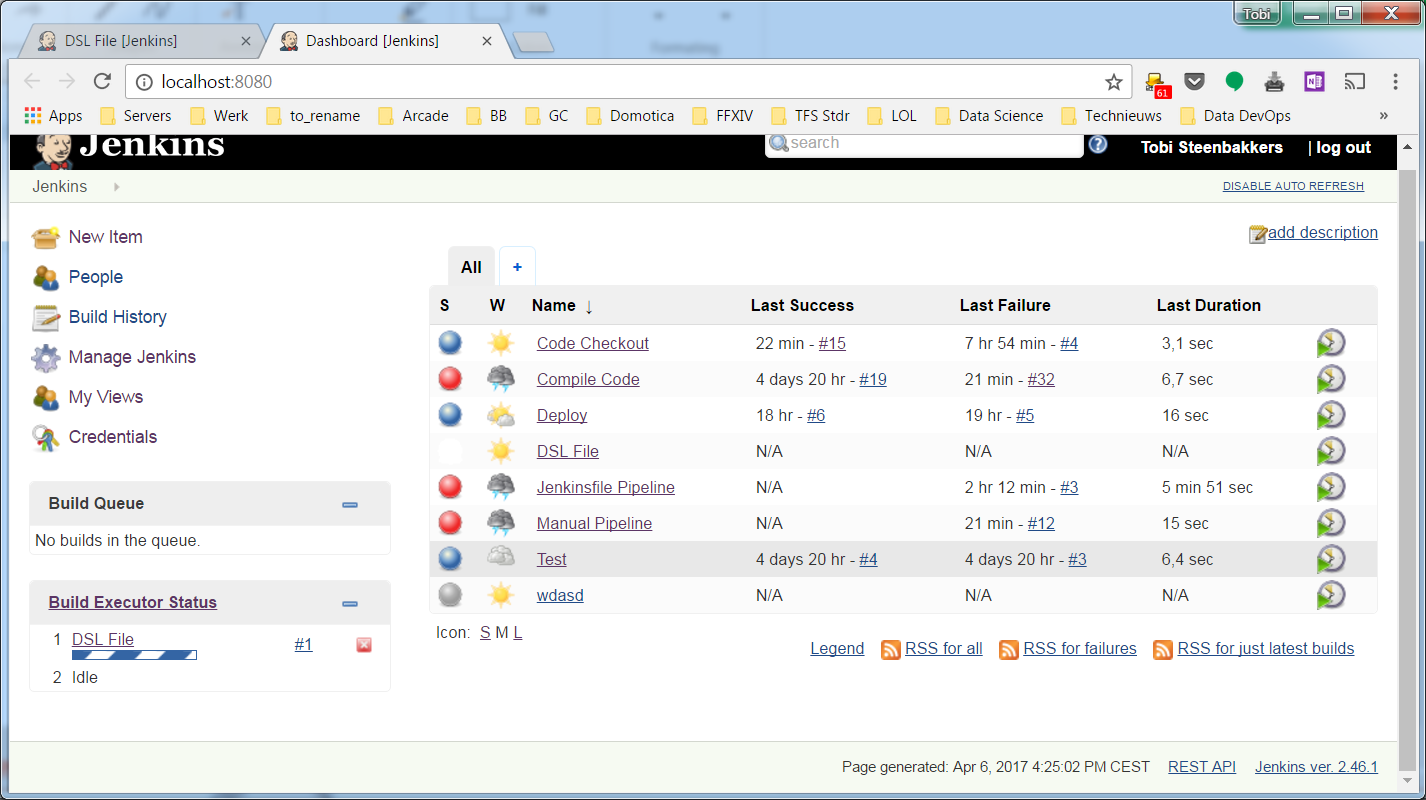 Tobi
DSL File [Jenkins]
Dashboard [Jenkins]
localhost:8080
61
Apps Servers Werk to_rename Arcade BB GC Domotica FFXIV TFS Stdr LOL Data Science Technieuws Data DevOps »
Jenkins
search
Tobi Steenbakkers | log out
Jenkins
DISABLE AUTO REFRESH
New Item
People
Build History
Manage Jenkins
My Views
Credentials
Build Queue
No builds in the queue.
Build Executor Status
1 DSL File #1
2 Idle
add description
All +
S W Name ↓ Last Success Last Failure Last Duration
Code Checkout 22 min - #15 7 hr 54 min - #4 3,1 sec
Compile Code 4 days 20 hr - #19 21 min - #32 6,7 sec
Deploy 18 hr - #6 19 hr - #5 16 sec
DSL File N/A N/A N/A
Jenkinsfile Pipeline N/A 2 hr 12 min - #3 5 min 51 sec
Manual Pipeline N/A 21 min - #12 15 sec
Test 4 days 20 hr - #4 4 days 20 hr - #3 6,4 sec
wdasd N/A N/A N/A
Icon: S M L
Legend RSS for all RSS for failures RSS for just latest builds
Page generated: Apr 6, 2017 4:25:02 PM CEST REST API Jenkins ver. 2.46.1